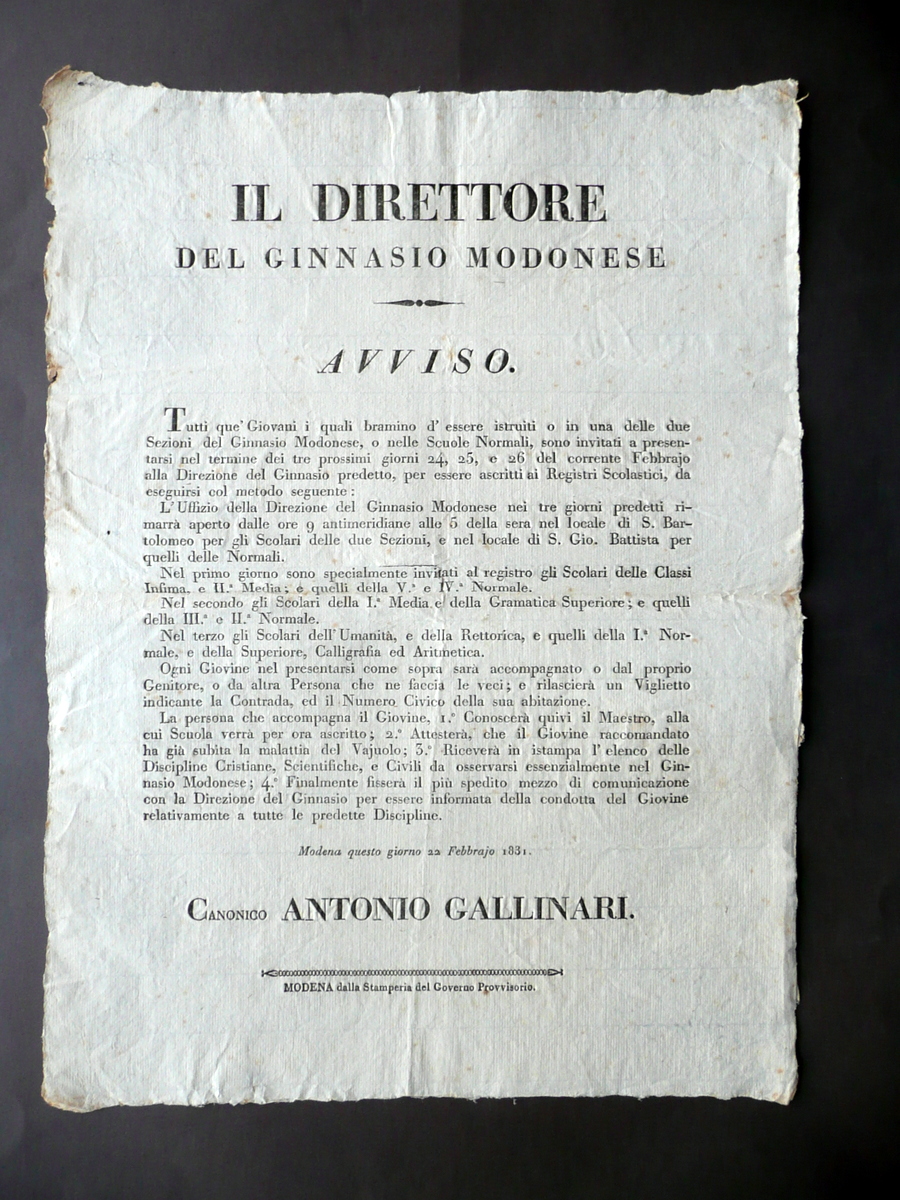 IL DIRETTORE
DEL GINNASIO MODONESE
AVVISO.
Tutti que' Giovani i quali bramino d' essere istruiti o in una delle due
Sezioni del Ginnasio Modonese, o nelle Scuole Normali, sono invitati a presen-
tarsi nel termine dei tre prossimi giorni 24, 25, e 26 del corrente Febbrajo
alla Direzione del Ginnasio predetto, per essere ascritti ai Registri Scolastici, da
eseguirsi col metodo seguente:
L'Uffizio della Direzione del Ginnasio Modonese nei tre giorni predetti ri-
marrà aperto dalle ore 9 antimeridiane alle 5 della sera nel locale di S. Bar-
tolomeo per gli Scolari delle due Sezioni, e nel locale di S. Gio. Battista per
quelli delle Normali.
Nel primo giorno sono specialmente invitati al registro gli Scolari delle Classi
Infima, e II.ª Media; e quelli della V.ª e IV.ª Normale.
Nel secondo gli Scolari della I.ª Media e della Gramatica Superiore; e quelli
della III.ª e II.ª Normale.
Nel terzo gli Scolari dell'Umanità, e della Rettorica, e quelli della I.ª Nor-
male, e della Superiore, Calligrafia ed Aritmetica.
Ogni Giovine nel presentarsi come sopra sarà accompagnato o dal proprio
Genitore, o da altra Persona che ne faccia le veci; e rilascierà un Viglietto
indicante la Contrada, ed il Numero Civico della sua abitazione.
La persona che accompagna il Giovine, 1.º Conoscerà quivi il Maestro, alla
cui Scuola verrà per ora ascritto; 2.º Attesterà, che il Giovine raccomandato
ha già subìta la malattia del Vajuolo; 3.º Riceverà in istampa l'elenco delle
Discipline Cristiane, Scientifiche, e Civili da osservarsi essenzialmente nel Gin-
nasio Modonese; 4.º Finalmente fisserà il più spedito mezzo di comunicazione
con la Direzione del Ginnasio per essere informata della condotta del Giovine
relativamente a tutte le predette Discipline.
Modena questo giorno 22 Febbrajo 1831.
CANONICO ANTONIO GALLINARI.
MODENA dalla Stamperia del Governo Provvisorio.